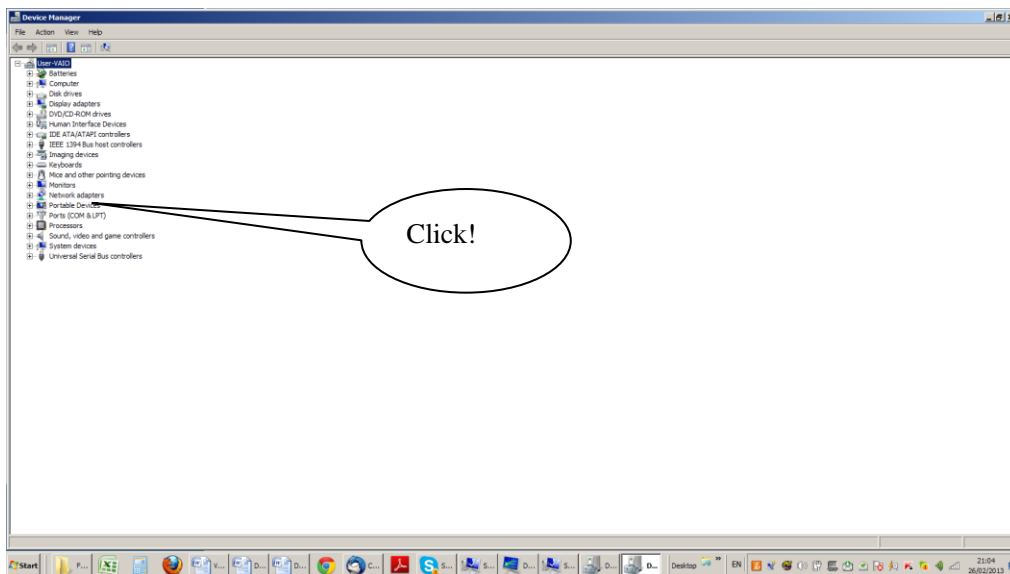 Device Manager
File Action View Help
User-VAIO
Batteries
Computer
Disk drives
Display adapters
DVD/CD-ROM drives
Human Interface Devices
IDE ATA/ATAPI controllers
IEEE 1394 Bus host controllers
Imaging devices
Keyboards
Mice and other pointing devices
Monitors
Network adapters
Portable Devices
Ports (COM & LPT)
Processors
Sound, video and game controllers
System devices
Universal Serial Bus controllers
Click!
Start F... V... D... D... C... S... S... D... S... D... D... Desktop » EN 21:04
26/02/2013